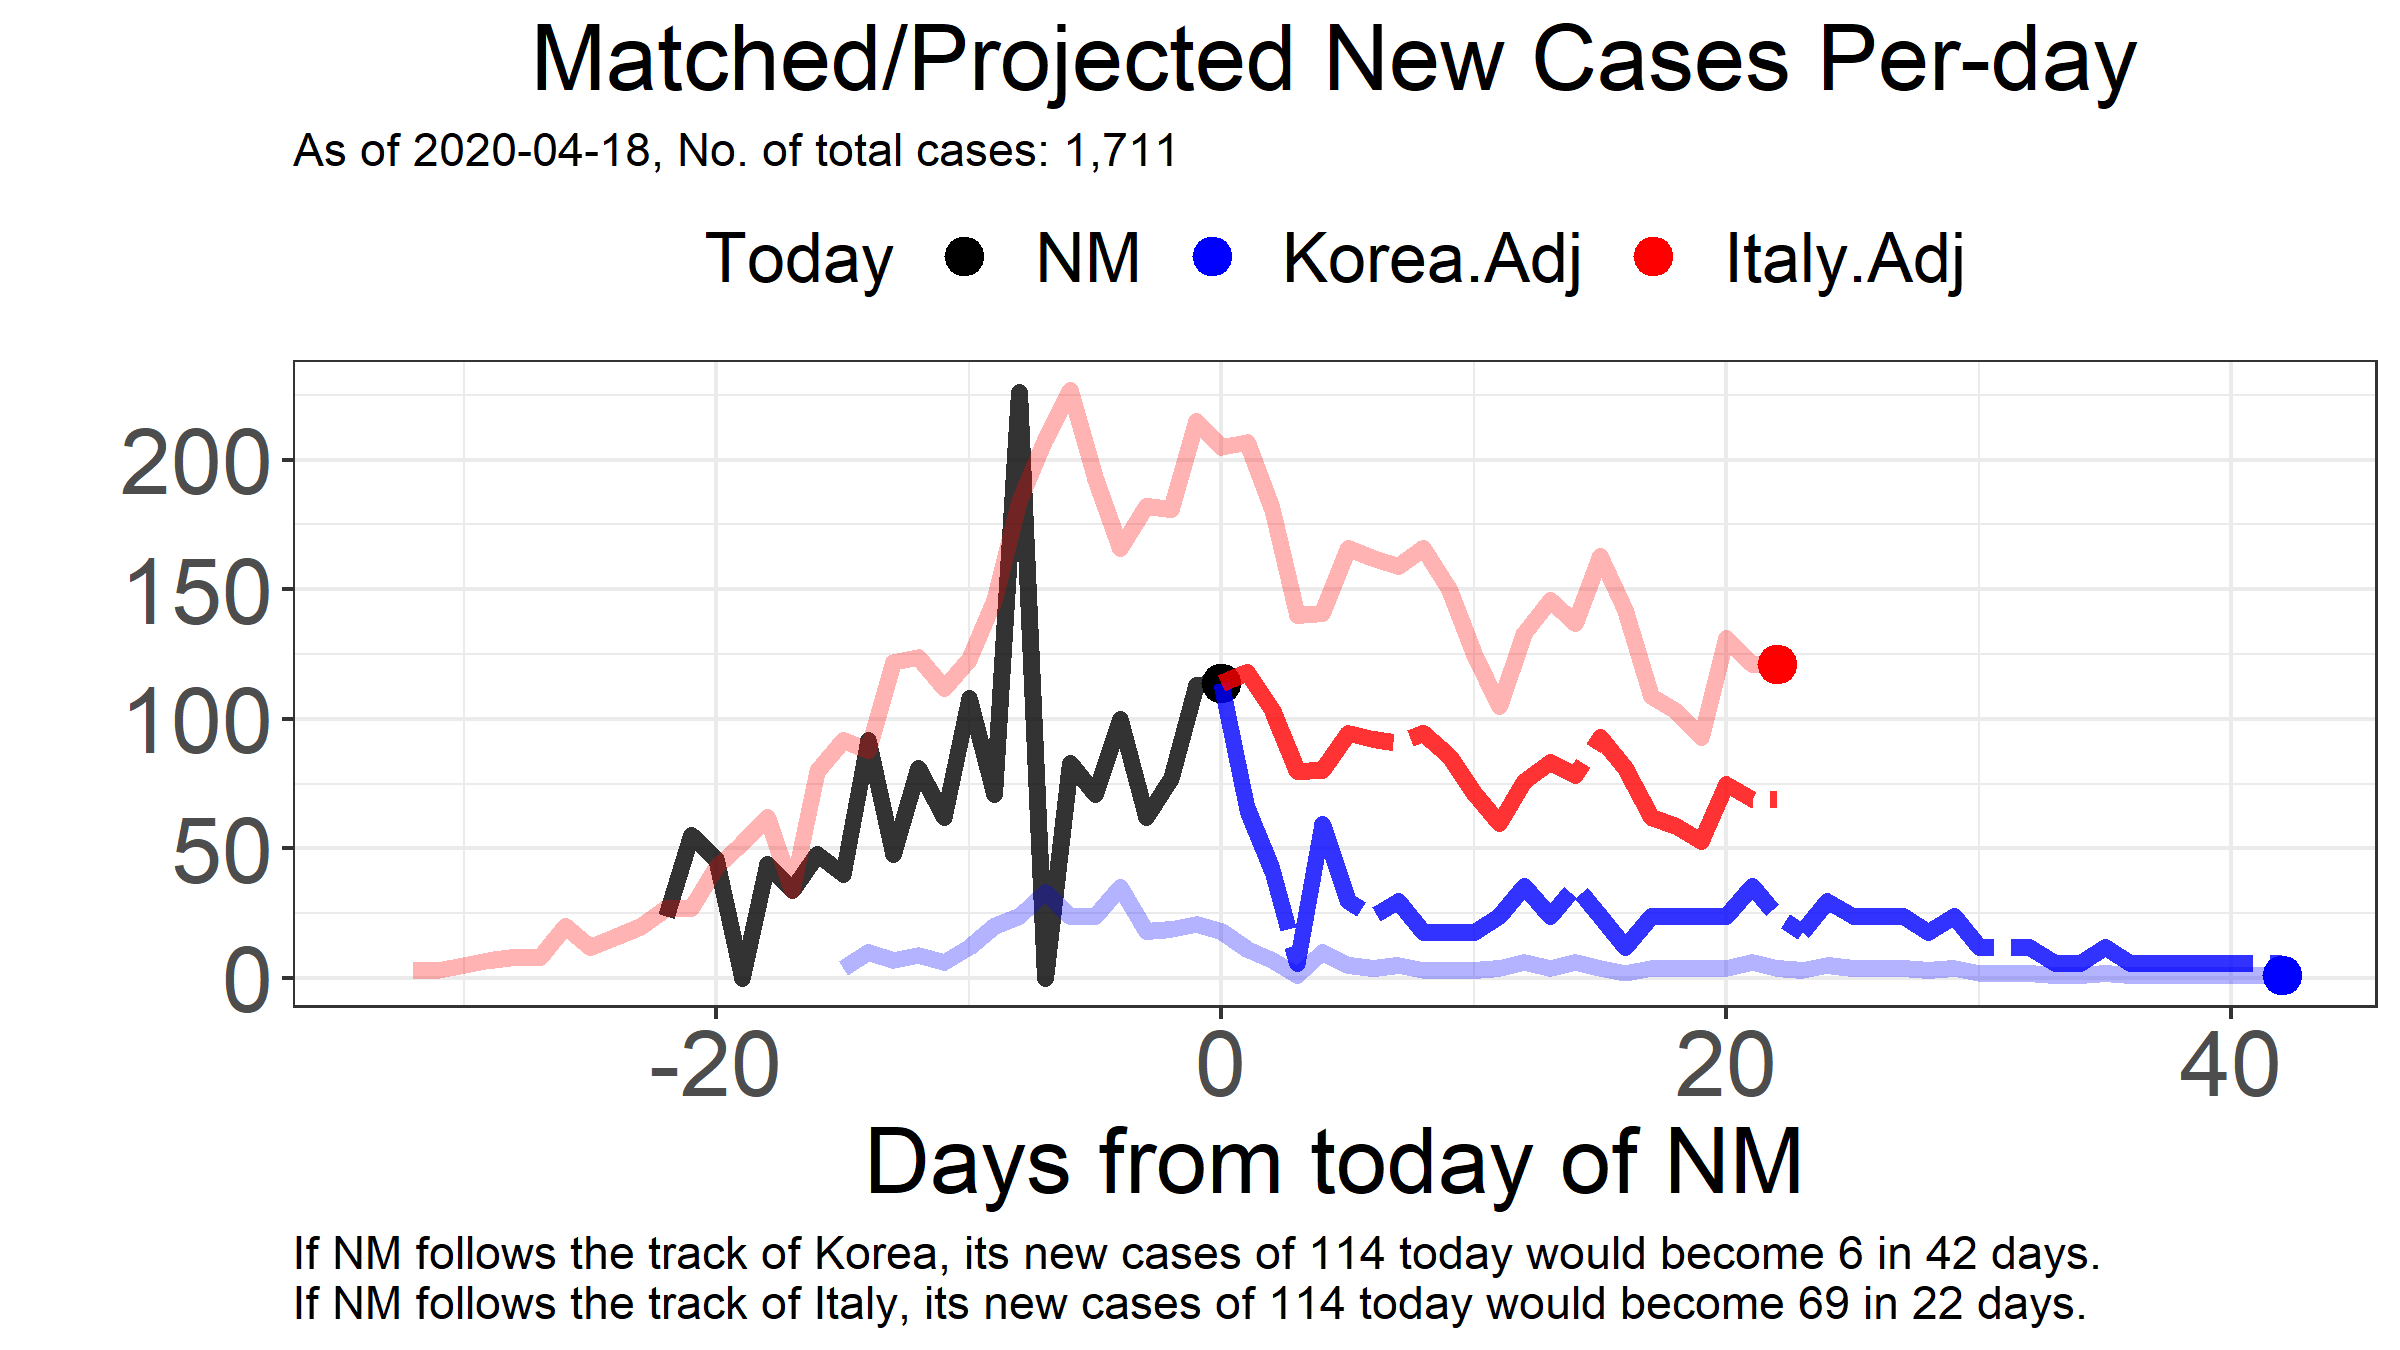 Matched/Projected New Cases Per-day
As of 2020-04-18, No. of total cases: 1,711
Today NM Korea.Adj Italy.Adj
200
150
100
50
0
-20 0 20 40
Days from today of NM
If NM follows the track of Korea, its new cases of 114 today would become 6 in 42 days.
If NM follows the track of Italy, its new cases of 114 today would become 69 in 22 days.